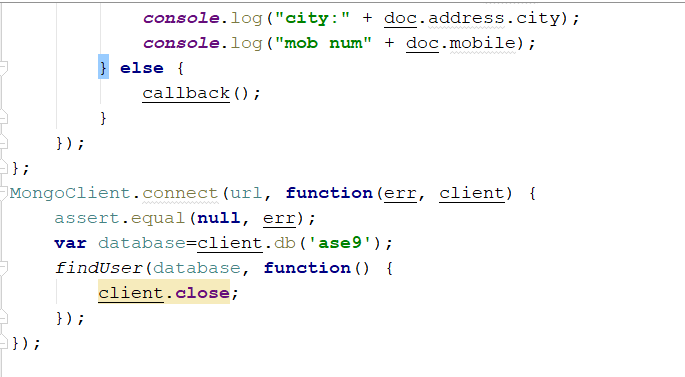 console.log("city:" + doc.address.city);
console.log("mob num" + doc.mobile);
} else {
callback();
}
});
};
MongoClient.connect(url, function(err, client) {
assert.equal(null, err);
var database=client.db('ase9');
findUser(database, function() {
client.close;
});
});